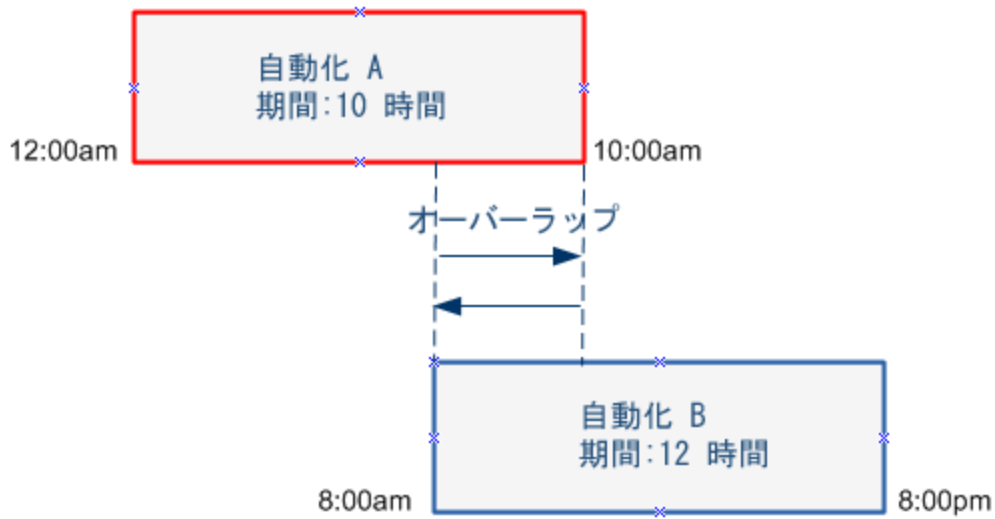 自動化 A
期間:10 時間
12:00am
10:00am
オーバーラップ
自動化 B
期間:12 時間
8:00am
8:00pm